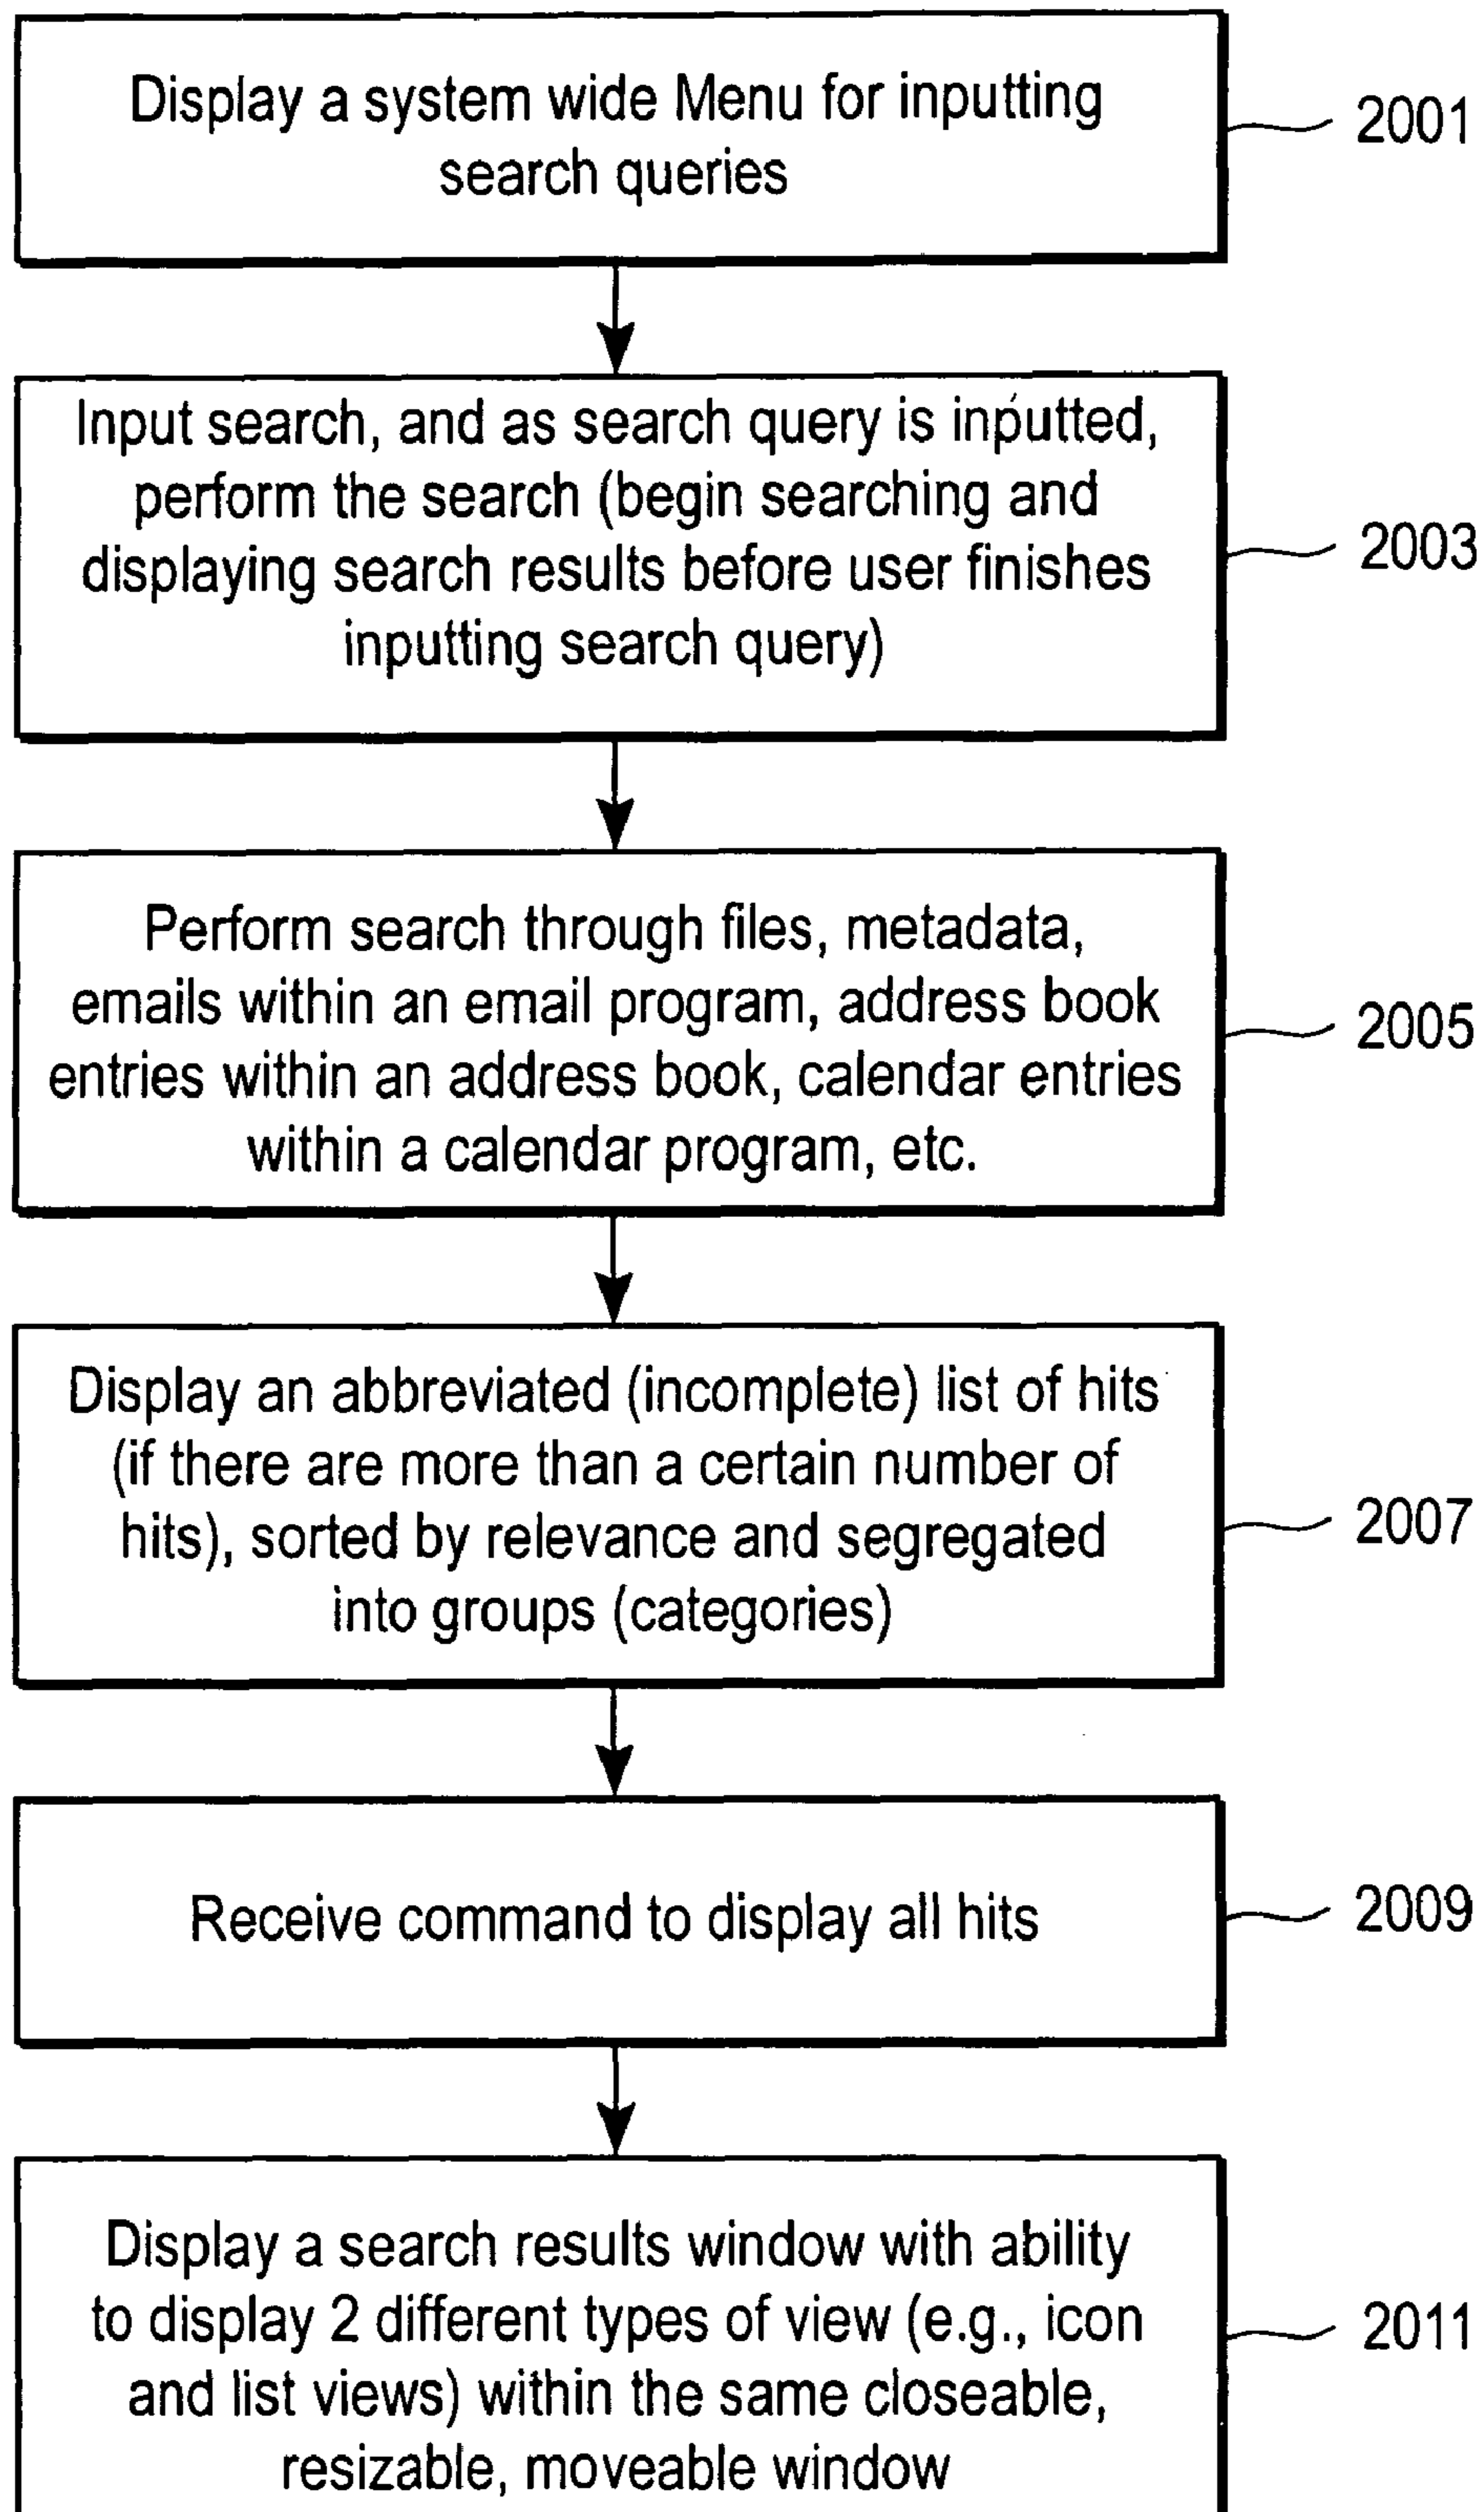 Display a system wide Menu for inputting
search queries
2001
Input search, and as search query is inputted,
perform the search (begin searching and
displaying search results before user finishes
inputting search query)
2003
Perform search through files, metadata,
emails within an email program, address book
entries within an address book, calendar entries
within a calendar program, etc.
2005
Display an abbreviated (incomplete) list of hits
(if there are more than a certain number of
hits), sorted by relevance and segregated
into groups (categories)
2007
Receive command to display all hits
2009
Display a search results window with ability
to display 2 different types of view (e.g., icon
and list views) within the same closeable,
resizable, moveable window
2011